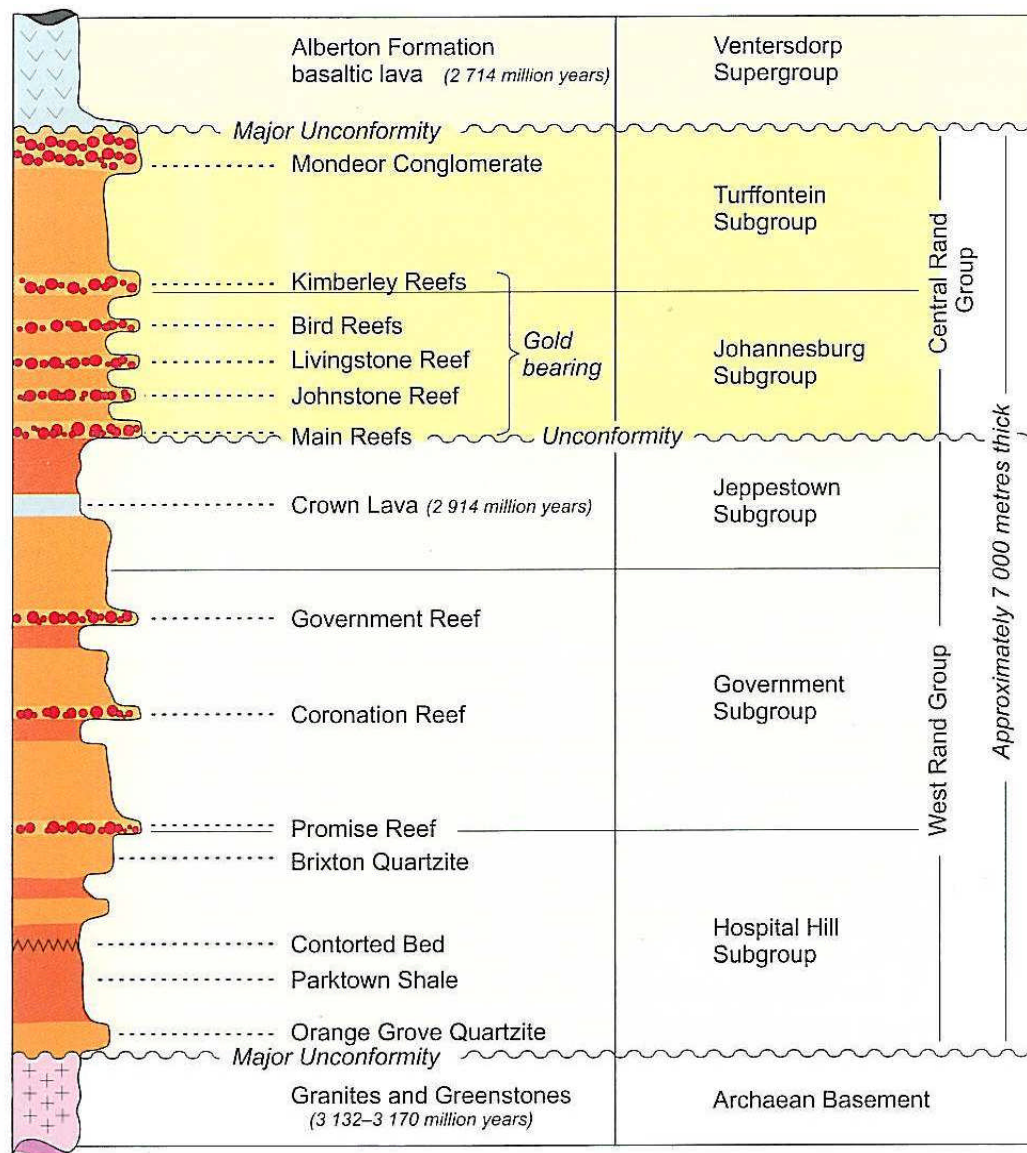 Alberton Formation
basaltic lava (2 714 million years)
Ventersdorp
Supergroup
Major Unconformity
Mondeor Conglomerate
Turffontein
Subgroup
Kimberley Reefs
Bird Reefs
Livingstone Reef
Johnstone Reef
Main Reefs
Gold
bearing
Johannesburg
Subgroup
Central Rand
Group
Unconformity
Crown Lava (2 914 million years)
Jeppestown
Subgroup
Government Reef
Coronation Reef
Government
Subgroup
Promise Reef
Brixton Quartzite
Contorted Bed
Parktown Shale
Orange Grove Quartzite
Hospital Hill
Subgroup
West Rand Group
Approximately 7 000 metres thick
Major Unconformity
Granites and Greenstones
(3 132–3 170 million years)
Archaean Basement